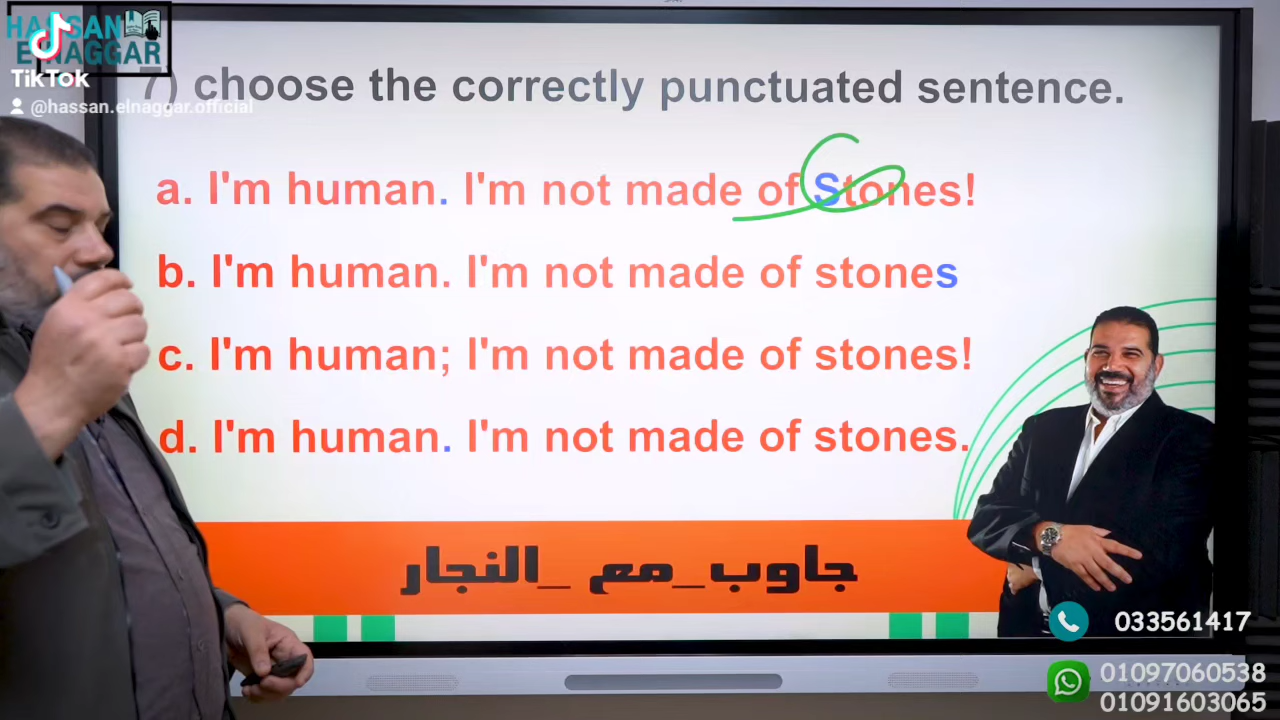 HASSAN
ELNAGGAR
TikTok
@hassan.elnaggar.official
7) choose the correctly punctuated sentence.
a. I'm human. I'm not made of Stones!
b. I'm human. I'm not made of stones
c. I'm human; I'm not made of stones!
d. I'm human. I'm not made of stones.
جاوب_مع_النجار
033561417
01097060538
01091603065